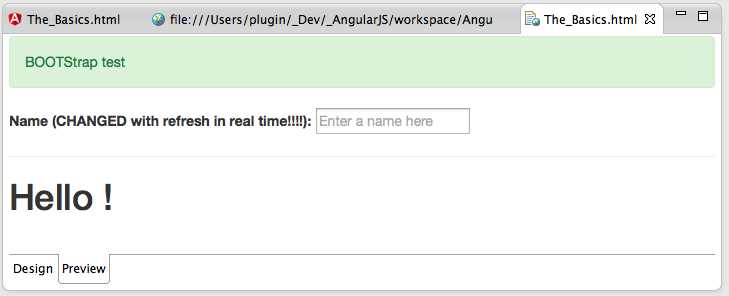 The_Basics.html file:///Users/plugin/_Dev/_AngularJS/workspace/Angu The_Basics.html
BOOTStrap test
Name (CHANGED with refresh in real time!!!!): Enter a name here
Hello !
Design Preview